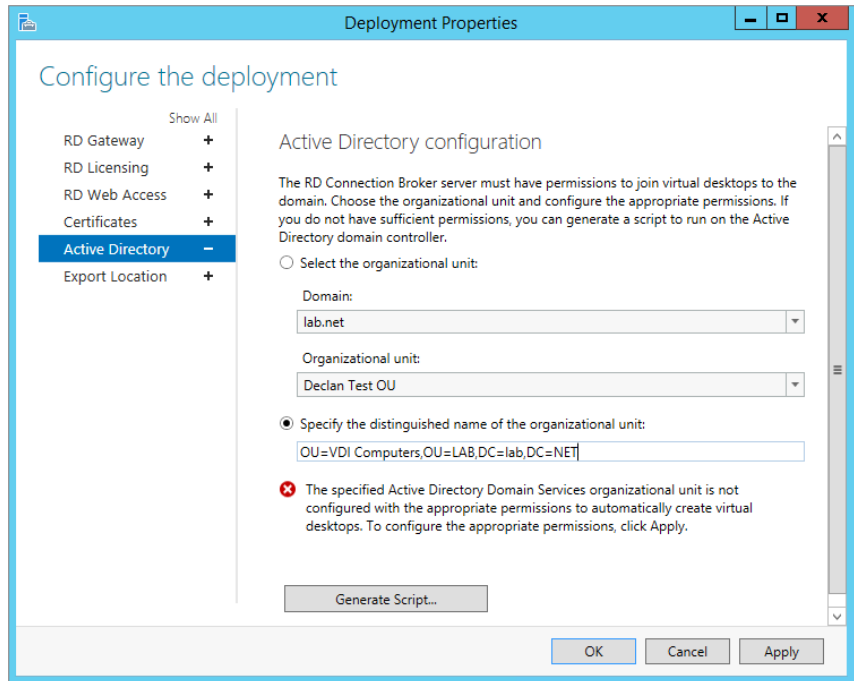 Deployment Properties
Configure the deployment
Show All
RD Gateway +
RD Licensing +
RD Web Access +
Certificates +
Active Directory –
Export Location +
Active Directory configuration
The RD Connection Broker server must have permissions to join virtual desktops to the
domain. Choose the organizational unit and configure the appropriate permissions. If
you do not have sufficient permissions, you can generate a script to run on the Active
Directory domain controller.
Select the organizational unit:
Domain:
lab.net
Organizational unit:
Declan Test OU
Specify the distinguished name of the organizational unit:
OU=VDI Computers,OU=LAB,DC=lab,DC=NET
The specified Active Directory Domain Services organizational unit is not
configured with the appropriate permissions to automatically create virtual
desktops. To configure the appropriate permissions, click Apply.
Generate Script...
OK Cancel Apply